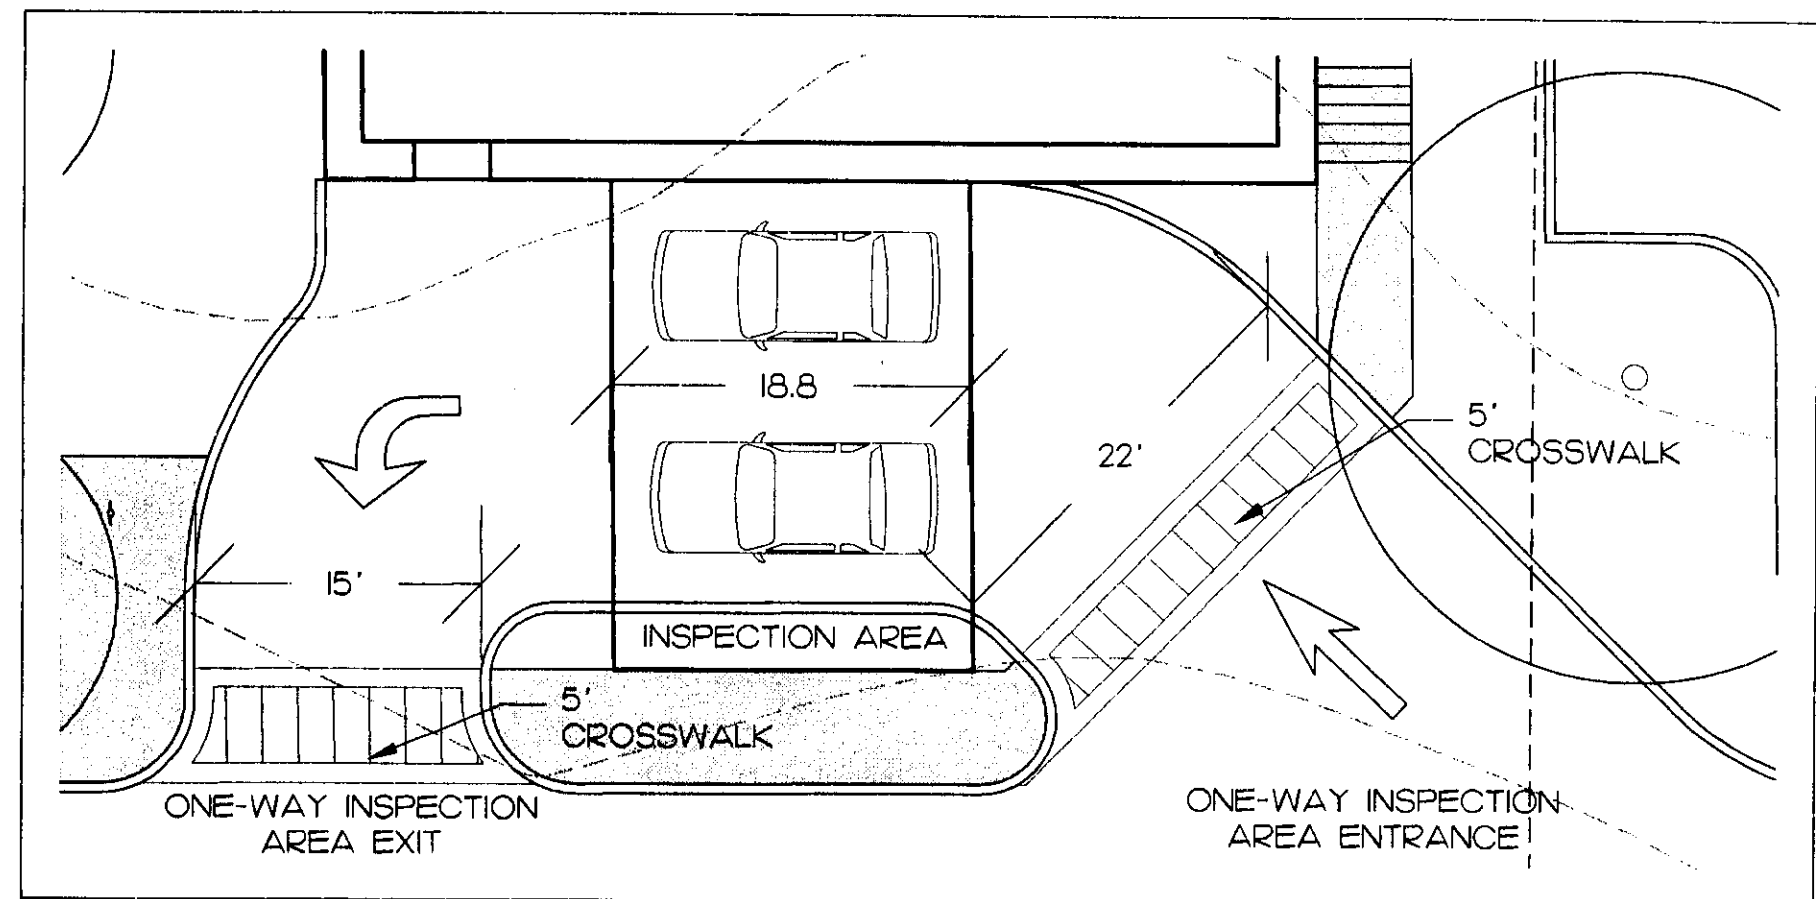 18.8
5'
CROSSWALK
22'
15'
INSPECTION AREA
5'
CROSSWALK
ONE-WAY INSPECTION
AREA EXIT
ONE-WAY INSPECTION
AREA ENTRANCE